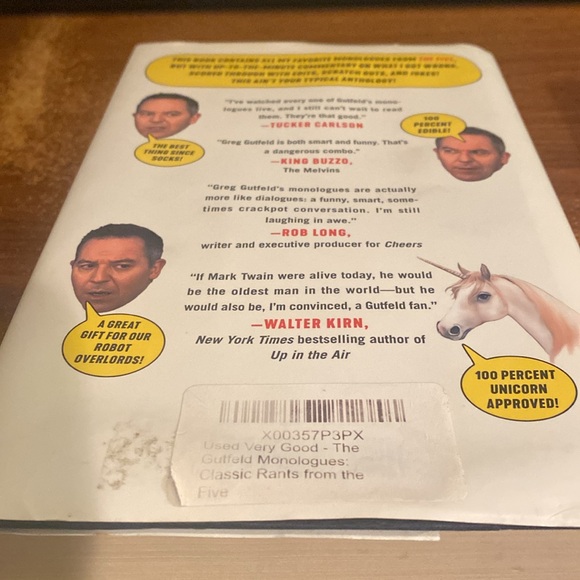 THIS BOOK CONTAINS ALL MY FAVORITE MONOLOGUES FROM THE FIVE,
BUT WITH UP-TO-THE-MINUTE COMMENTARY ON WHAT I GOT WRONG,
SCORED THROUGH WITH EDITS, SCRATCH OUTS, AND JOKES!
THIS AIN'T YOUR TYPICAL ANTHOLOGY!
"I've watched every one of Gutfeld's mono-
logues live, and I still can't wait to read
them. They're that good."
—TUCKER CARLSON
THE BEST
THING SINCE
SOCKS!
100
PERCENT
EDIBLE!
"Greg Gutfeld is both smart and funny. That's
a dangerous combo."
—KING BUZZO,
The Melvins
"Greg Gutfeld's monologues are actually
more like dialogues: a funny, smart, some-
times crackpot conversation. I'm still
laughing in awe."
—ROB LONG,
writer and executive producer for Cheers
"If Mark Twain were alive today, he would
be the oldest man in the world—but he
would also be, I'm convinced, a Gutfeld fan."
—WALTER KIRN,
New York Times bestselling author of
Up in the Air
A GREAT
GIFT FOR OUR
ROBOT
OVERLORDS!
100 PERCENT
UNICORN
APPROVED!
X00357P3PX
Used Very Good - The
Gutfeld Monologues:
Classic Rants from the
Five